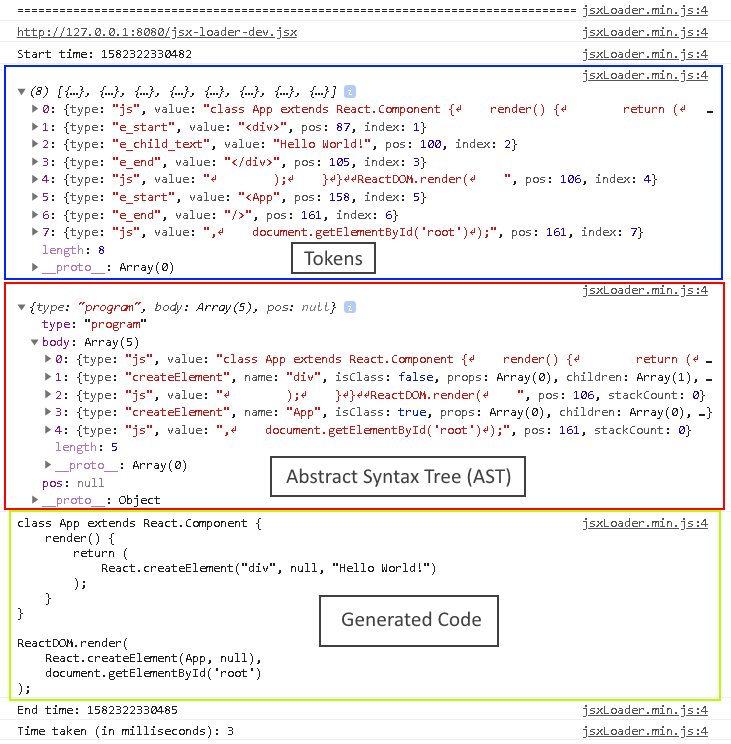 ================================================================================ jsxLoader.min.js:4
http://127.0.0.1:8080/jsx-loader-dev.jsx jsxLoader.min.js:4
Start time: 1582322330482 jsxLoader.min.js:4
jsxLoader.min.js:4
▼ (8) [{…}, {…}, {…}, {…}, {…}, {…}, {…}, {…}] i
▶ 0: {type: "js", value: "class App extends React.Component {↲    render() {↲        return (↲    …
▶ 1: {type: "e_start", value: "<div>", pos: 87, index: 1}
▶ 2: {type: "e_child_text", value: "Hello World!", pos: 100, index: 2}
▶ 3: {type: "e_end", value: "</div>", pos: 105, index: 3}
▶ 4: {type: "js", value: "↲        );↲    }↲}↲↲ReactDOM.render(↲    ", pos: 106, index: 4}
▶ 5: {type: "e_start", value: "<App", pos: 158, index: 5}
▶ 6: {type: "e_end", value: "/>", pos: 161, index: 6}
▶ 7: {type: "js", value: ",↲    document.getElementById('root')↲);", pos: 161, index: 7}
length: 8
▶ __proto__: Array(0)
Tokens
jsxLoader.min.js:4
▼ {type: "program", body: Array(5), pos: null} i
type: "program"
▼ body: Array(5)
▶ 0: {type: "js", value: "class App extends React.Component {↲    render() {↲        return (↲ …
▶ 1: {type: "createElement", name: "div", isClass: false, props: Array(0), children: Array(1), …
▶ 2: {type: "js", value: "↲        );↲    }↲}↲↲ReactDOM.render(↲    ", pos: 106, stackCount: 0}
▶ 3: {type: "createElement", name: "App", isClass: true, props: Array(0), children: Array(0), …}
▶ 4: {type: "js", value: ",↲    document.getElementById('root')↲);", pos: 161, stackCount: 0}
length: 5
▶ __proto__: Array(0)
pos: null
▶ __proto__: Object
Abstract Syntax Tree (AST)
class App extends React.Component { jsxLoader.min.js:4
    render() {
        return (
            React.createElement("div", null, "Hello World!")
        );
    }
}
ReactDOM.render(
    React.createElement(App, null),
    document.getElementById('root')
);
Generated Code
End time: 1582322330485 jsxLoader.min.js:4
Time taken (in milliseconds): 3 jsxLoader.min.js:4